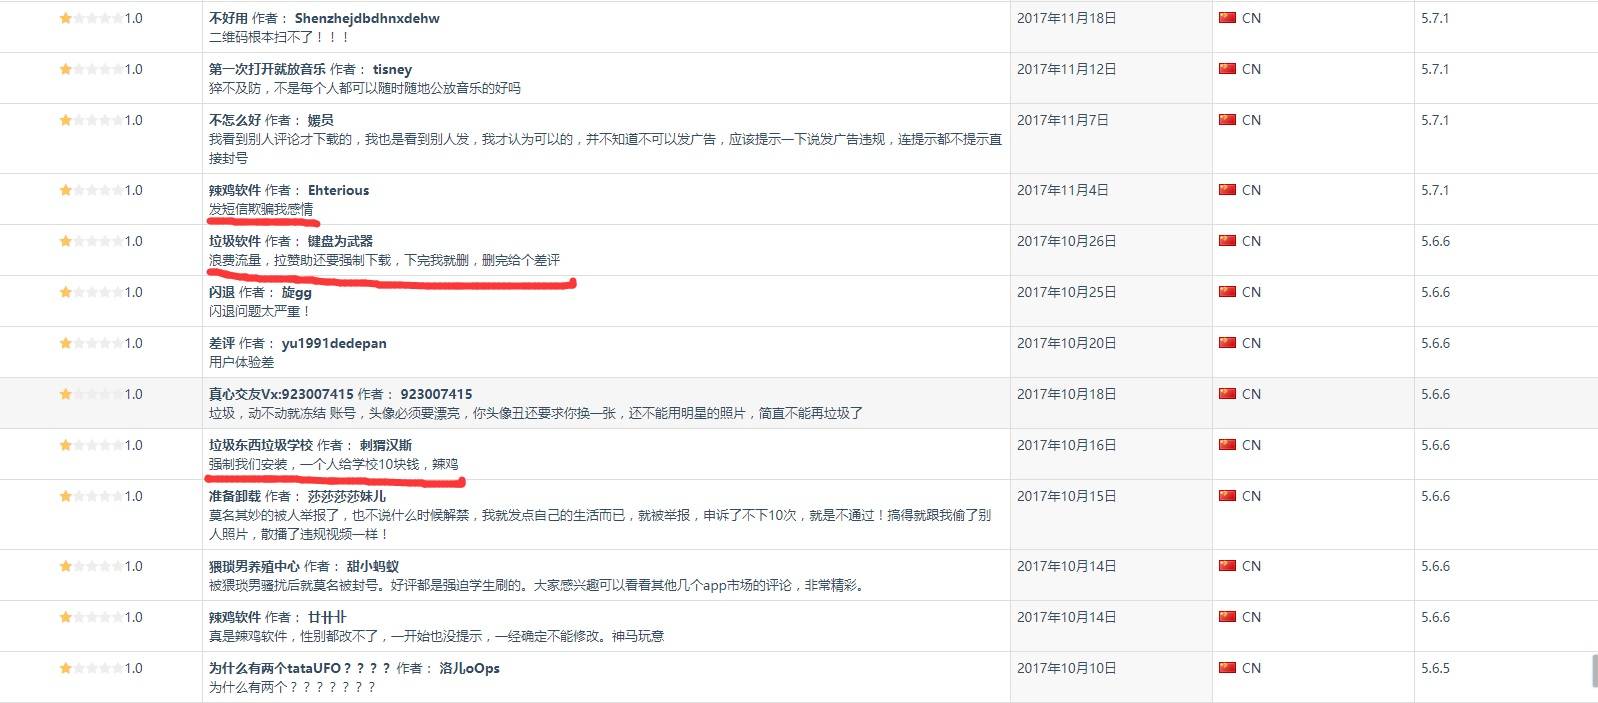 1.0 不好用 作者： Shenzhejdbdhnxdehw 2017年11月18日 CN 5.7.1
二维码根本扫不了！！！
1.0 第一次打开就放音乐 作者： tisney 2017年11月12日 CN 5.7.1
猝不及防，不是每个人都可以随时随地公放音乐的好吗
1.0 不怎么好 作者： 媛员 2017年11月7日 CN 5.7.1
我看到别人评论才下载的，我也是看到别人发，我才认为可以的，并不知道不可以发广告，应该提示一下说发广告违规，连提示都不提示直
接封号
1.0 辣鸡软件 作者： Ehterious 2017年11月4日 CN 5.7.1
发短信欺骗我感情
1.0 垃圾软件 作者： 键盘为武器 2017年10月26日 CN 5.6.6
浪费流量，拉赞助还要强制下载，下完我就删，删完给个差评
1.0 闪退 作者： 旋gg 2017年10月25日 CN 5.6.6
闪退问题太严重！
1.0 差评 作者： yu1991dedepan 2017年10月20日 CN 5.6.6
用户体验差
1.0 真心交友Vx:923007415 作者： 923007415 2017年10月18日 CN 5.6.6
垃圾，动不动就冻结 账号，头像必须要漂亮，你头像丑还要求你换一张，还不能用明星的照片，简直不能再垃圾了
1.0 垃圾东西垃圾学校 作者： 刺猬汉斯 2017年10月16日 CN 5.6.6
强制我们安装，一个人给学校10块钱，辣鸡
1.0 准备卸载 作者： 莎莎莎莎妹儿 2017年10月15日 CN 5.6.6
莫名其妙的被人举报了，也不说什么时候解禁，我就发点自己的生活而已，就被举报，申诉了不下10次，就是不通过！搞得就跟我偷了别
人照片，散播了违规视频一样！
1.0 猥琐男养殖中心 作者： 甜小蚂蚁 2017年10月14日 CN 5.6.6
被猥琐男骚扰后就莫名被封号。好评都是强迫学生刷的。大家感兴趣可以看看其他几个app市场的评论，非常精彩。
1.0 辣鸡软件 作者： 2017年10月14日 CN 5.6.6
真是辣鸡软件，性别都改不了，一开始也没提示，一经确定不能修改。神马玩意
1.0 为什么有两个tataUFO？？？？ 作者： 洛儿oOps 2017年10月10日 CN 5.6.5
为什么有两个？？？？？？？